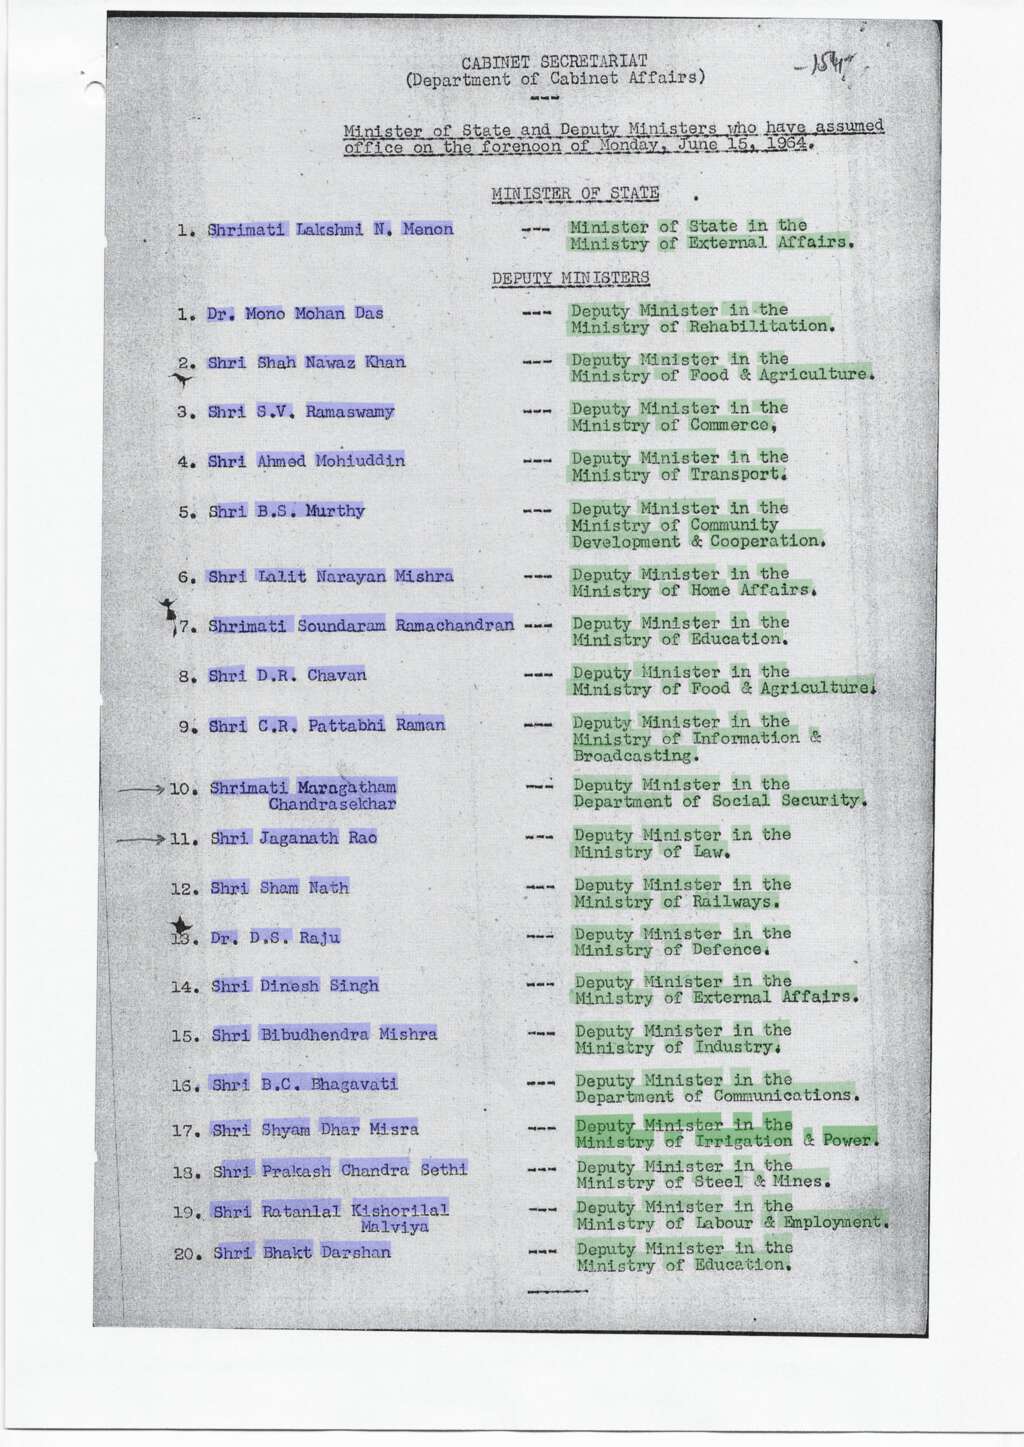 CABINET SECRETARIAT
(Department of Cabinet Affairs)
Minister of State and Deputy Ministers who have assumed
office on the forenoon of Monday, June 15, 1964.
MINISTER OF STATE
1. Shrimati Lakshmi N. Menon --- Minister of State in the
Ministry of External Affairs.
DEPUTY MINISTERS
1. Dr. Mono Mohan Das --- Deputy Minister in the
Ministry of Rehabilitation.
2. Shri Shah Nawaz Khan --- Deputy Minister in the
Ministry of Food & Agriculture.
3. Shri S.V. Ramaswamy --- Deputy Minister in the
Ministry of Commerce,
4. Shri Ahmed Mohiuddin --- Deputy Minister in the
Ministry of Transport.
5. Shri B.S. Murthy --- Deputy Minister in the
Ministry of Community
Development & Cooperation.
6. Shri Lalit Narayan Mishra --- Deputy Minister in the
Ministry of Home Affairs.
7. Shrimati Soundaram Ramachandran --- Deputy Minister in the
Ministry of Education.
8. Shri D.R. Chavan --- Deputy Minister in the
Ministry of Food & Agriculture.
9. Shri C.R. Pattabhi Raman --- Deputy Minister in the
Ministry of Information &
Broadcasting.
10. Shrimati Maragatham --- Deputy Minister in the
Chandrasekhar Department of Social Security.
11. Shri Jaganath Rao --- Deputy Minister in the
Ministry of Law.
12. Shri Sham Nath --- Deputy Minister in the
Ministry of Railways.
13. Dr. D.S. Raju --- Deputy Minister in the
Ministry of Defence.
14. Shri Dinesh Singh --- Deputy Minister in the
Ministry of External Affairs.
15. Shri Bibudhendra Mishra --- Deputy Minister in the
Ministry of Industry.
16. Shri B.C. Bhagavati --- Deputy Minister in the
Department of Communications.
17. Shri Shyam Dhar Misra --- Deputy Minister in the
Ministry of Irrigation & Power.
18. Shri Prakash Chandra Sethi --- Deputy Minister in the
Ministry of Steel & Mines.
19. Shri Ratanlal Kishorilal --- Deputy Minister in the
Malviya Ministry of Labour & Employment.
20. Shri Bhakt Darshan --- Deputy Minister in the
Ministry of Education.